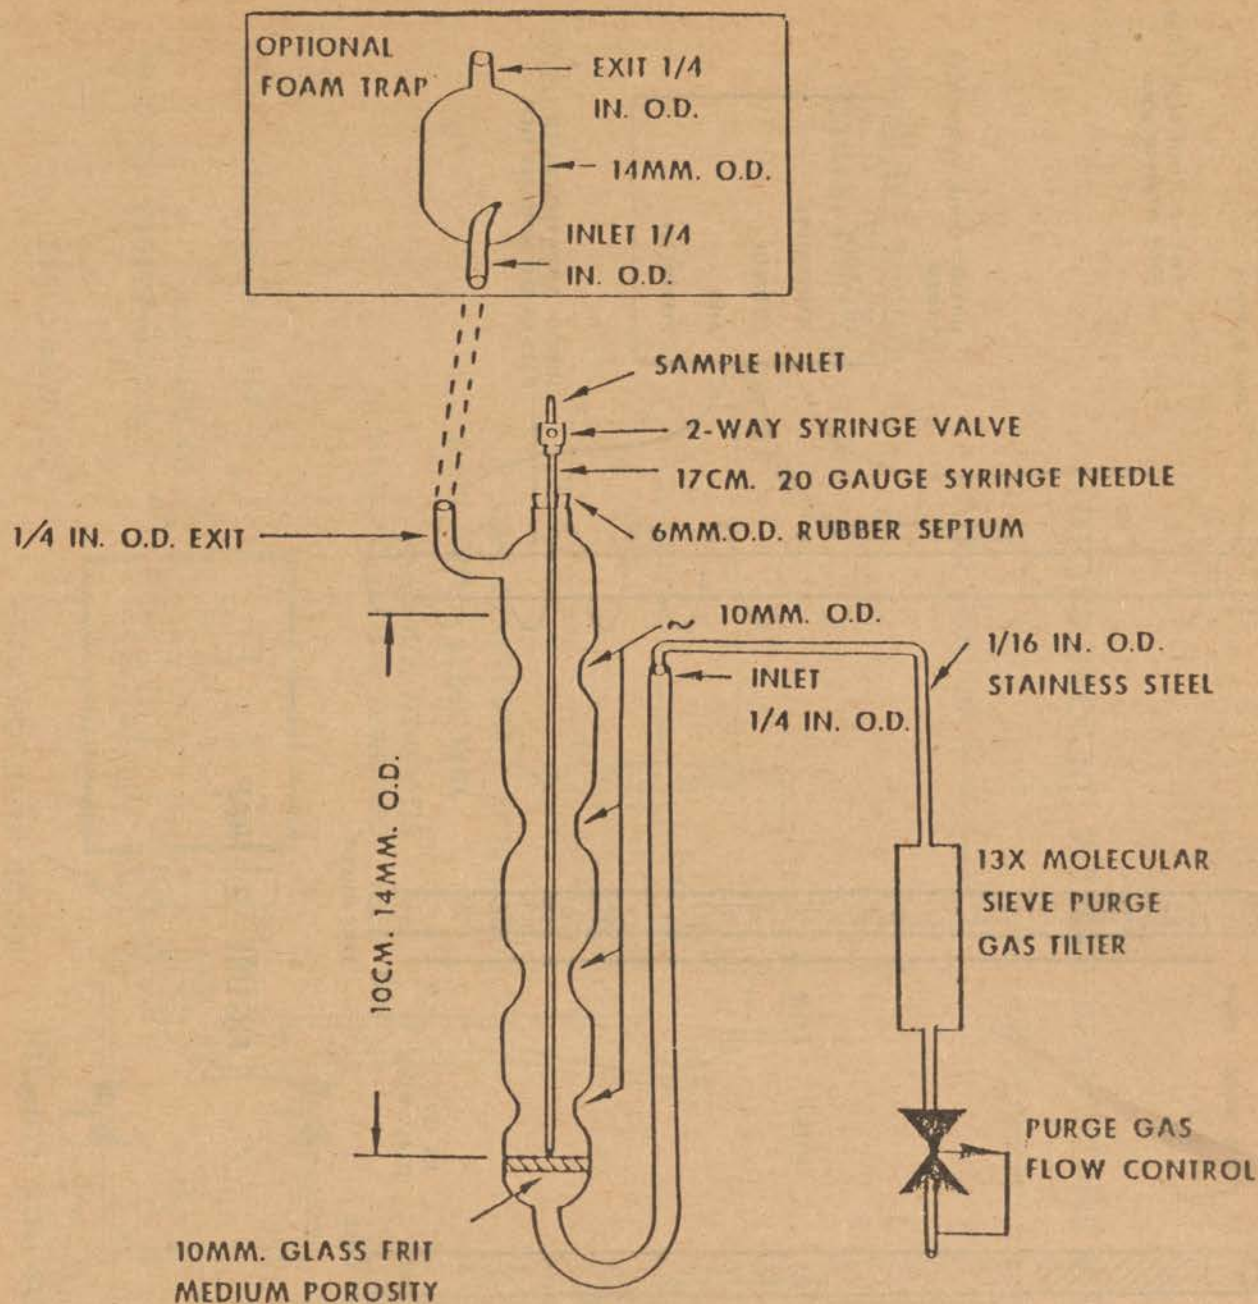 OPTIONAL
FOAM TRAP
EXIT 1/4
IN. O.D.
14MM. O.D.
INLET 1/4
IN. O.D.
SAMPLE INLET
2-WAY SYRINGE VALVE
17CM. 20 GAUGE SYRINGE NEEDLE
6MM.O.D. RUBBER SEPTUM
1/4 IN. O.D. EXIT
~ 10MM. O.D.
INLET
1/4 IN. O.D.
1/16 IN. O.D.
STAINLESS STEEL
10CM. 14MM. O.D.
13X MOLECULAR
SIEVE PURGE
GAS TILTER
PURGE GAS
FLOW CONTROL
10MM. GLASS FRIT
MEDIUM POROSITY